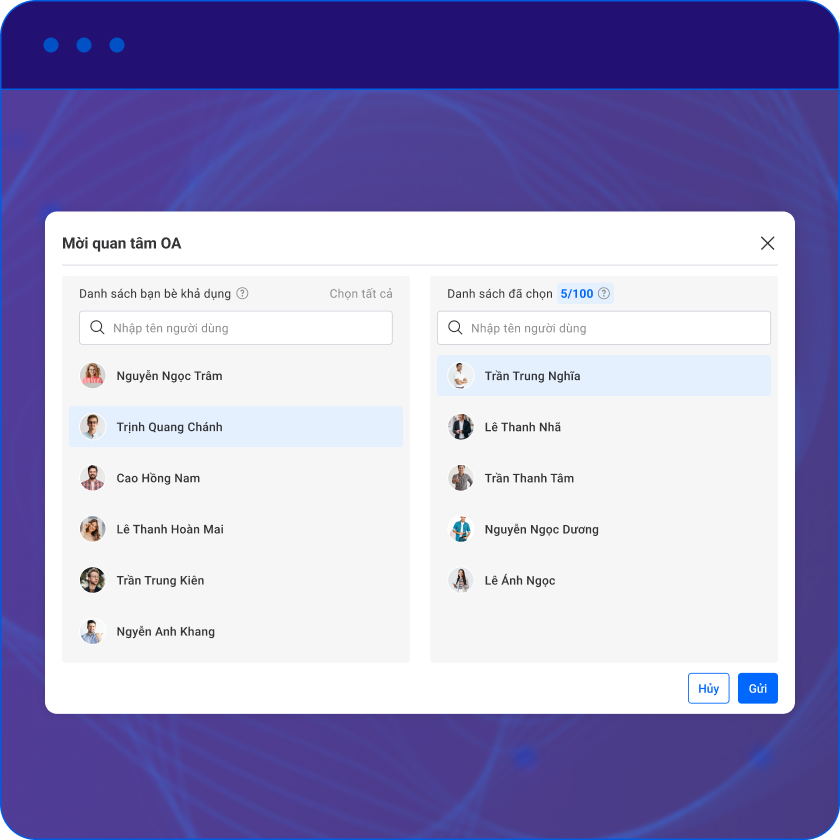 Mời quan tâm OA
Danh sách bạn bè khả dụng
Chọn tất cả
Nhập tên người dùng
Nguyễn Ngọc Trâm
Trịnh Quang Chánh
Cao Hồng Nam
Lê Thanh Hoàn Mai
Trần Trung Kiên
Ngyễn Anh Khang
Danh sách đã chọn 5/100
Nhập tên người dùng
Trần Trung Nghĩa
Lê Thanh Nhã
Trần Thanh Tâm
Nguyễn Ngọc Dương
Lê Ánh Ngọc
Hủy
Gửi